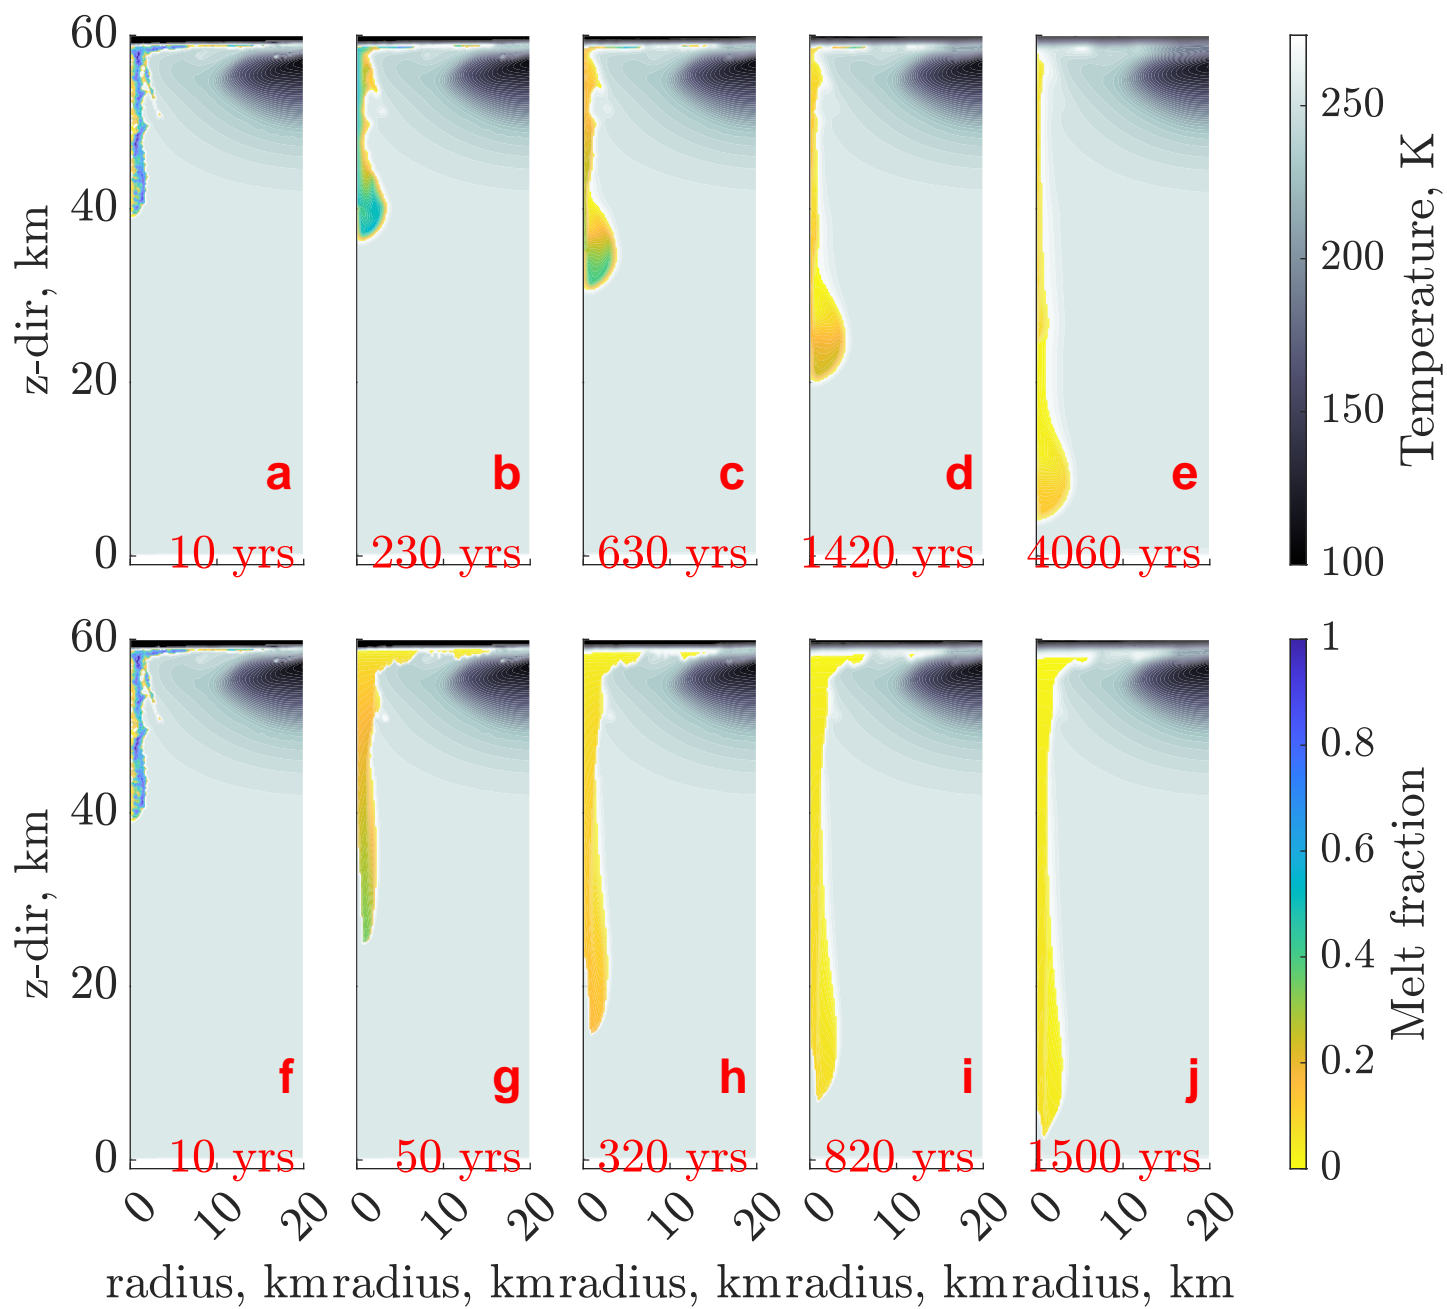 60
40
20
0
z-dir, km
a
10 yrs
b
230 yrs
c
630 yrs
d
1420 yrs
e
4060 yrs
250
200
150
100
Temperature, K
60
40
20
0
z-dir, km
f
10 yrs
g
50 yrs
h
320 yrs
i
820 yrs
j
1500 yrs
1
0.8
0.6
0.4
0.2
0
Melt fraction
0 10 20
0 10 20
0 10 20
0 10 20
0 10 20
radius, km
radius, km
radius, km
radius, km
radius, km